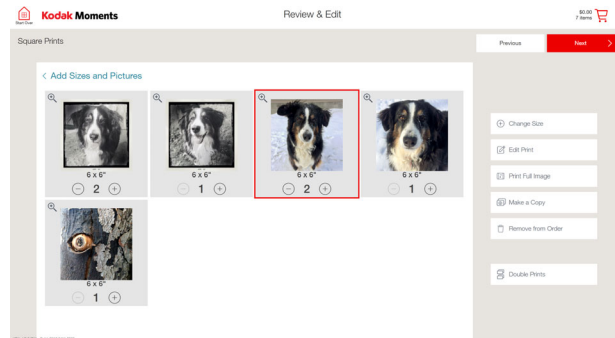 Start Over
Kodak Moments
Review & Edit
$0.00
7 items
Square Prints
Previous
Next
< Add Sizes and Pictures
6 x 6"
2
6 x 6"
1
6 x 6"
2
6 x 6"
1
6 x 6"
1
Change Size
Edit Print
Print Full Image
Make a Copy
Remove from Order
Double Prints